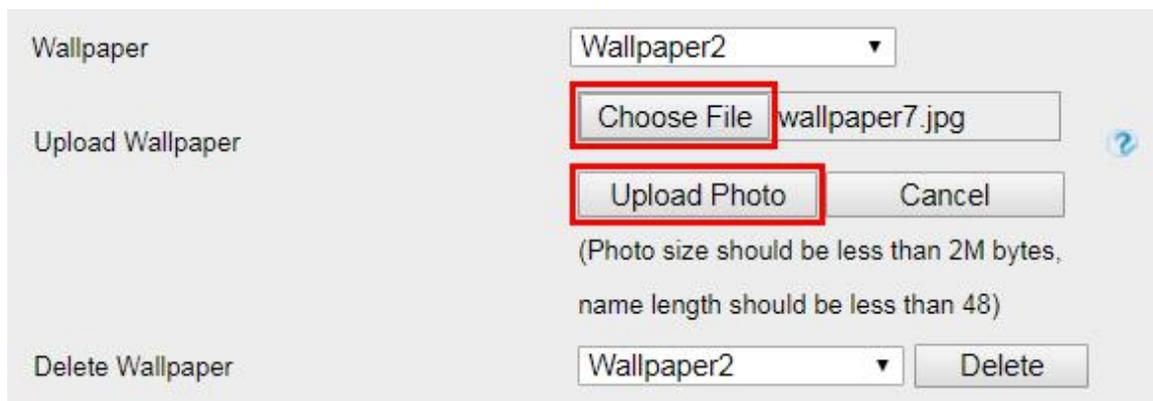 Wallpaper Wallpaper2
Choose File wallpaper7.jpg
Upload Wallpaper
Upload Photo Cancel
(Photo size should be less than 2M bytes,
name length should be less than 48)
Delete Wallpaper Wallpaper2 Delete